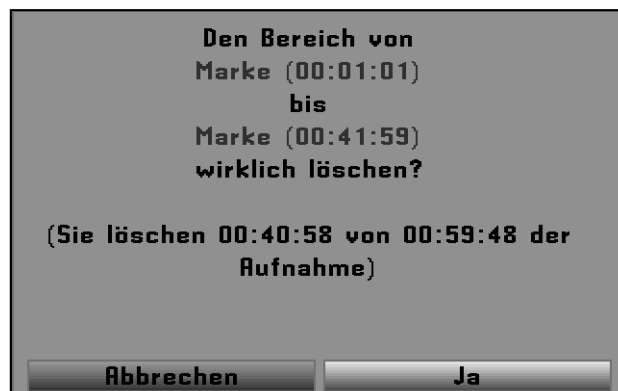 Den Bereich von
Marke (00:01:01)
bis
Marke (00:41:59)
wirklich löschen?
(Sie löschen 00:40:58 von 00:59:48 der
Aufnahme)
Abbrechen
Ja